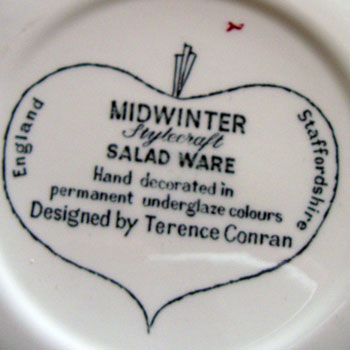 MIDWINTER
Stylecraft
SALAD WARE
England
Staffordshire
Hand decorated in
permanent underglaze colours
Designed by Terence Conran